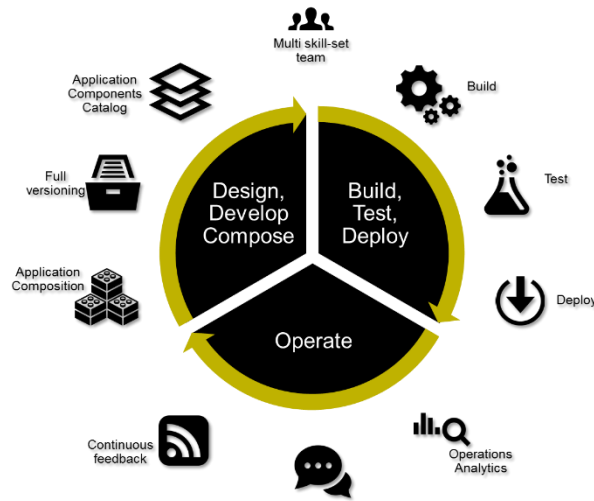 Multi skill-set
team
Application
Components
Catalog
Build
Full
versioning
Design,
Develop
Compose
Build,
Test,
Deploy
Test
Application
Composition
Deploy
Operate
Continuous
feedback
Operations
Analytics